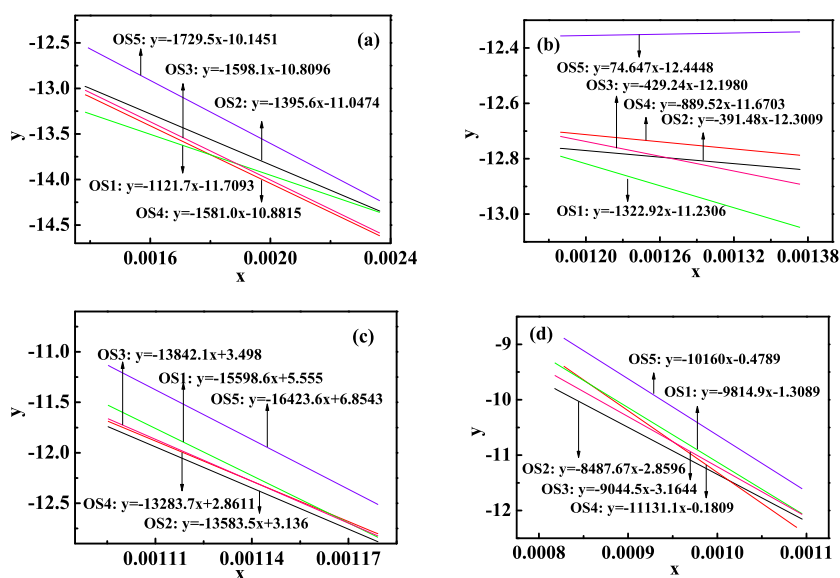 (a)
OS5: y=-1729.5x-10.1451
OS3: y=-1598.1x-10.8096
OS2: y=-1395.6x-11.0474
OS1: y=-1121.7x-11.7093
OS4: y=-1581.0x-10.8815
-12.5
-13.0
-13.5
-14.0
-14.5
y
0.0016
0.0020
0.0024
x
(b)
OS5: y=74.647x-12.4448
OS3: y=-429.24x-12.1980
OS4: y=-889.52x-11.6703
OS2: y=-391.48x-12.3009
OS1: y=-1322.92x-11.2306
-12.4
-12.6
-12.8
-13.0
y
0.00120
0.00126
0.00132
0.00138
x
(c)
OS3: y=-13842.1x+3.498
OS1: y=-15598.6x+5.555
OS5: y=-16423.6x+6.8543
OS4: y=-13283.7x+2.8611
OS2: y=-13583.5x+3.136
-11.0
-11.5
-12.0
-12.5
y
0.00111
0.00114
0.00117
x
(d)
OS5: y=-10160x-0.4789
OS1: y=-9814.9x-1.3089
OS2: y=-8487.67x-2.8596
OS3: y=-9044.5x-3.1644
OS4: y=-11131.1x-0.1809
-9
-10
-11
-12
y
0.0008
0.0009
0.0010
0.0011
x